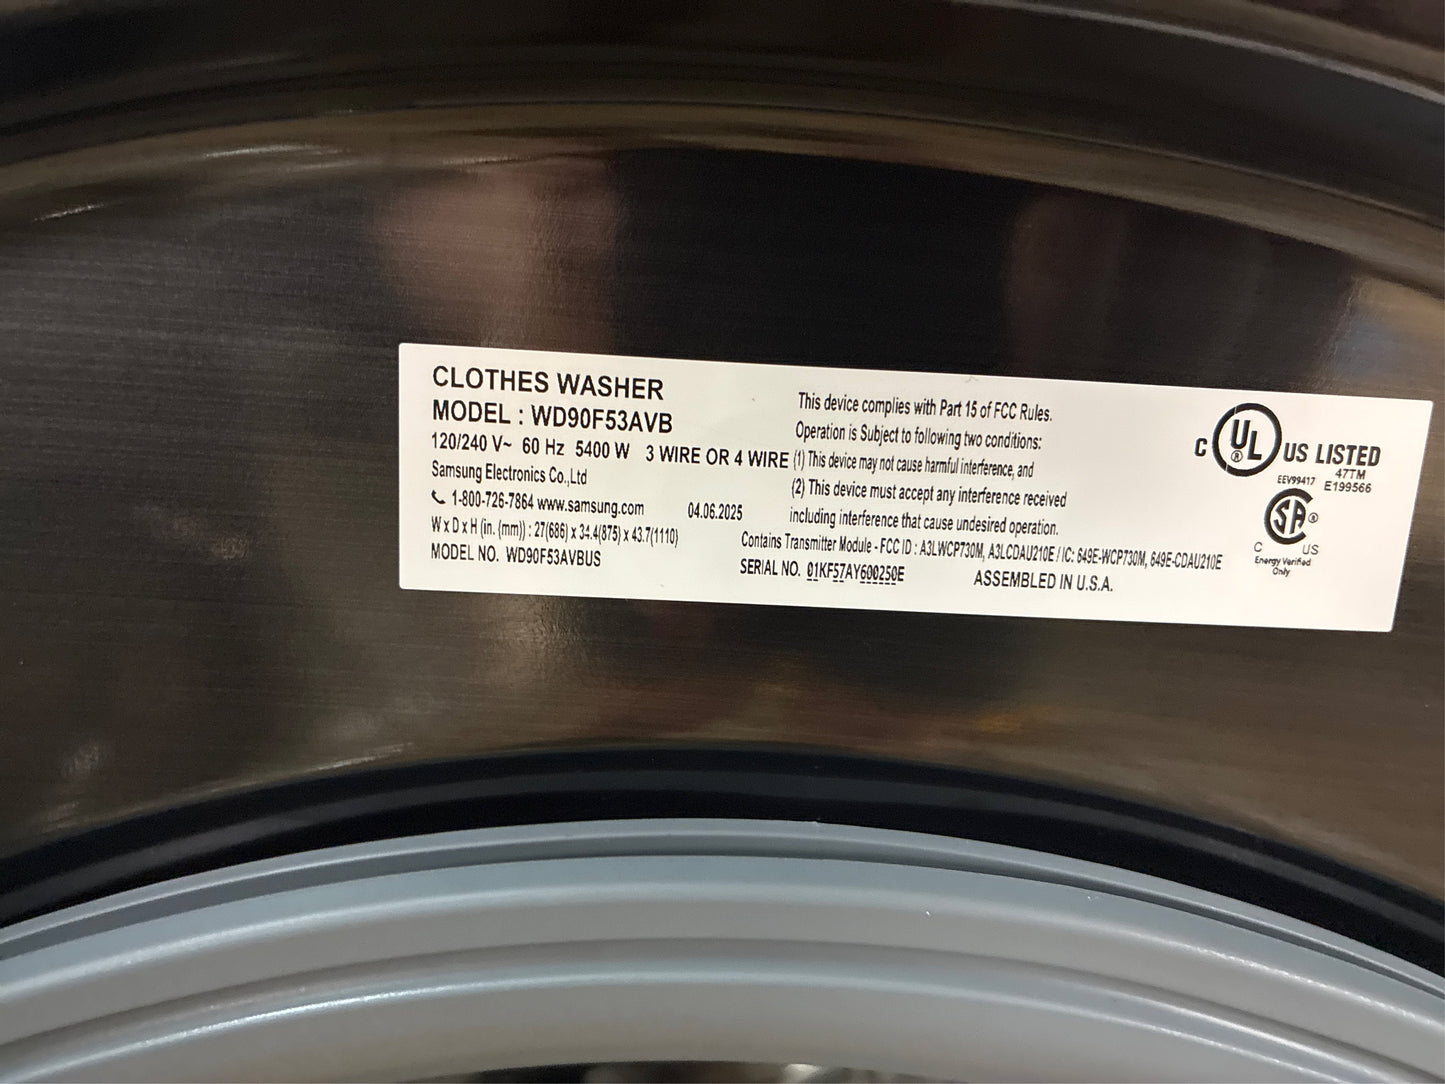 CLOTHES WASHER
MODEL : WD90F53AVB
120/240 V~ 60 Hz 5400 W 3 WIRE OR 4 WIRE
Samsung Electronics Co.,Ltd
1-800-726-7864 www.samsung.com 04.06.2025
W x D x H (in. (mm)) : 27(686) x 34.4(875) x 43.7(1110)
MODEL NO. WD90F53AVBUS
This device complies with Part 15 of FCC Rules.
Operation is Subject to following two conditions:
(1) This device may not cause harmful interference, and
(2) This device must accept any interference received
including interference that cause undesired operation.
Contains Transmitter Module - FCC ID : A3LWCP730M, A3LCDAU210E / IC: 649E-WCP730M, 649E-CDAU210E
SERIAL NO. 01KF57AY600250E ASSEMBLED IN U.S.A.
C UL ® US LISTED
47TM
EEV99417 E199566
SA ®
C US
Energy Verified
Only